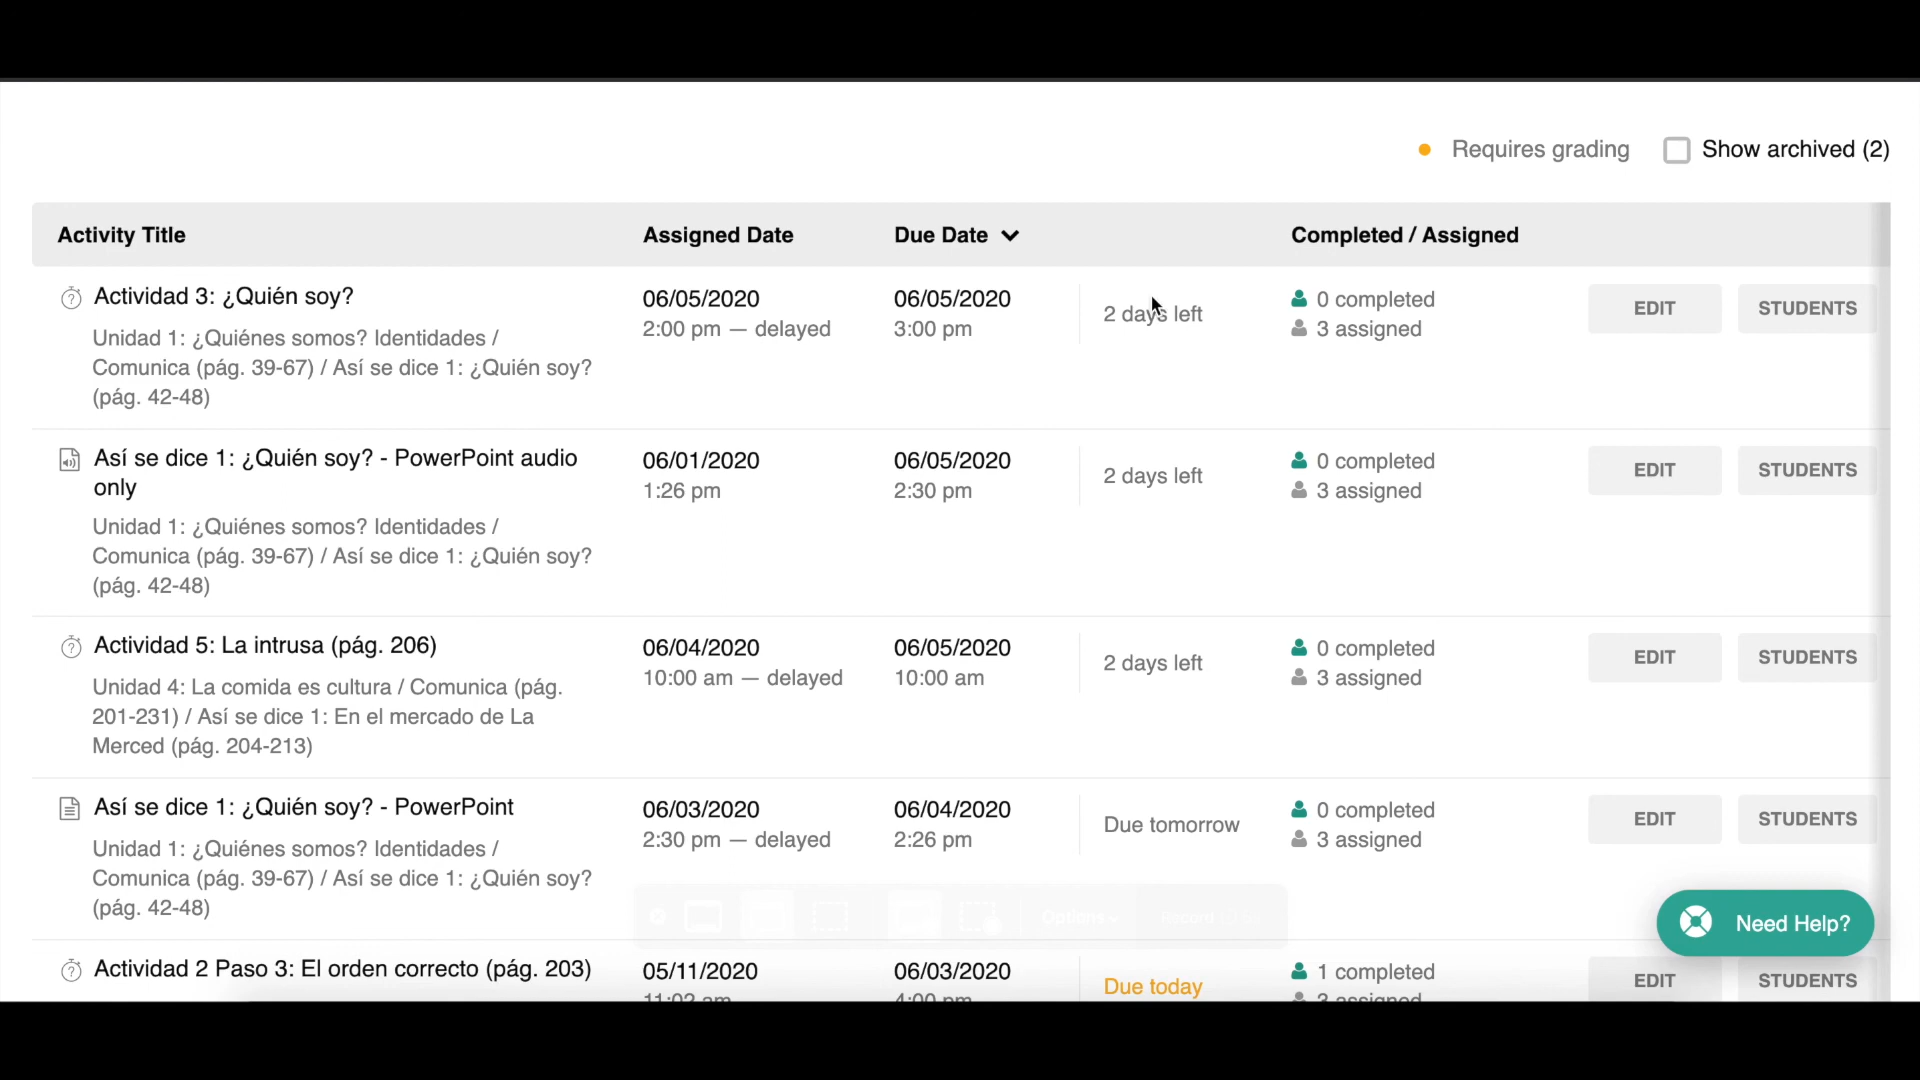 Requires grading Show archived (2)
Activity Title Assigned Date Due Date Completed / Assigned
Actividad 3: ¿Quién soy? 06/05/2020 06/05/2020 0 completed EDIT STUDENTS
2:00 pm — delayed 3:00 pm 2 days left 3 assigned
Unidad 1: ¿Quiénes somos? Identidades /
Comunica (pág. 39-67) / Así se dice 1: ¿Quién soy?
(pág. 42-48)
Así se dice 1: ¿Quién soy? - PowerPoint audio 06/01/2020 06/05/2020 0 completed EDIT STUDENTS
only 1:26 pm 2:30 pm 2 days left 3 assigned
Unidad 1: ¿Quiénes somos? Identidades /
Comunica (pág. 39-67) / Así se dice 1: ¿Quién soy?
(pág. 42-48)
Actividad 5: La intrusa (pág. 206) 06/04/2020 06/05/2020 0 completed EDIT STUDENTS
10:00 am — delayed 10:00 am 2 days left 3 assigned
Unidad 4: La comida es cultura / Comunica (pág.
201-231) / Así se dice 1: En el mercado de La
Merced (pág. 204-213)
Así se dice 1: ¿Quién soy? - PowerPoint 06/03/2020 06/04/2020 0 completed EDIT STUDENTS
2:30 pm — delayed 2:26 pm Due tomorrow 3 assigned
Unidad 1: ¿Quiénes somos? Identidades /
Comunica (pág. 39-67) / Así se dice 1: ¿Quién soy?
(pág. 42-48)
Options
Need Help?
Actividad 2 Paso 3: El orden correcto (pág. 203) 05/11/2020 06/03/2020 1 completed EDIT STUDENTS
11:02 am 4:00 pm Due today 3 assigned